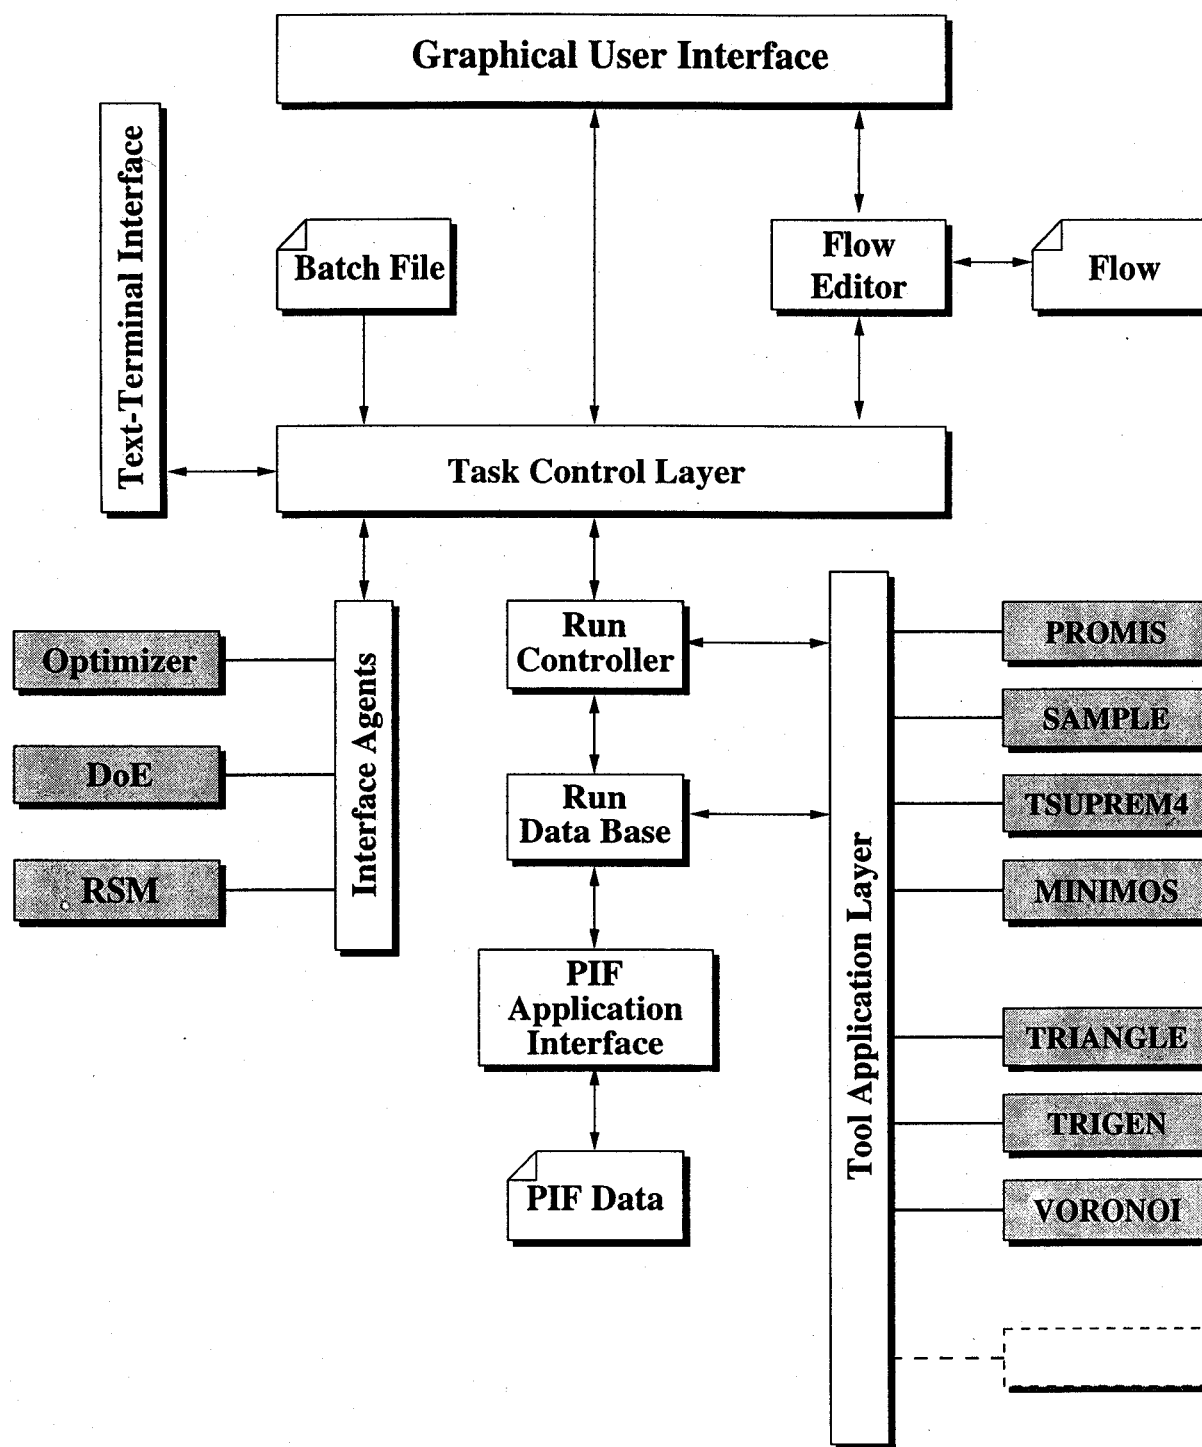 Graphical User Interface
Text-Terminal Interface
Batch File
Flow
Editor
Flow
Task Control Layer
Optimizer
DoE
RSM
Interface Agents
Run
Controller
Run
Data Base
PIF
Application
Interface
PIF Data
Tool Application Layer
PROMIS
SAMPLE
TSUPREM4
MINIMOS
TRIANGLE
TRIGEN
VORONOI